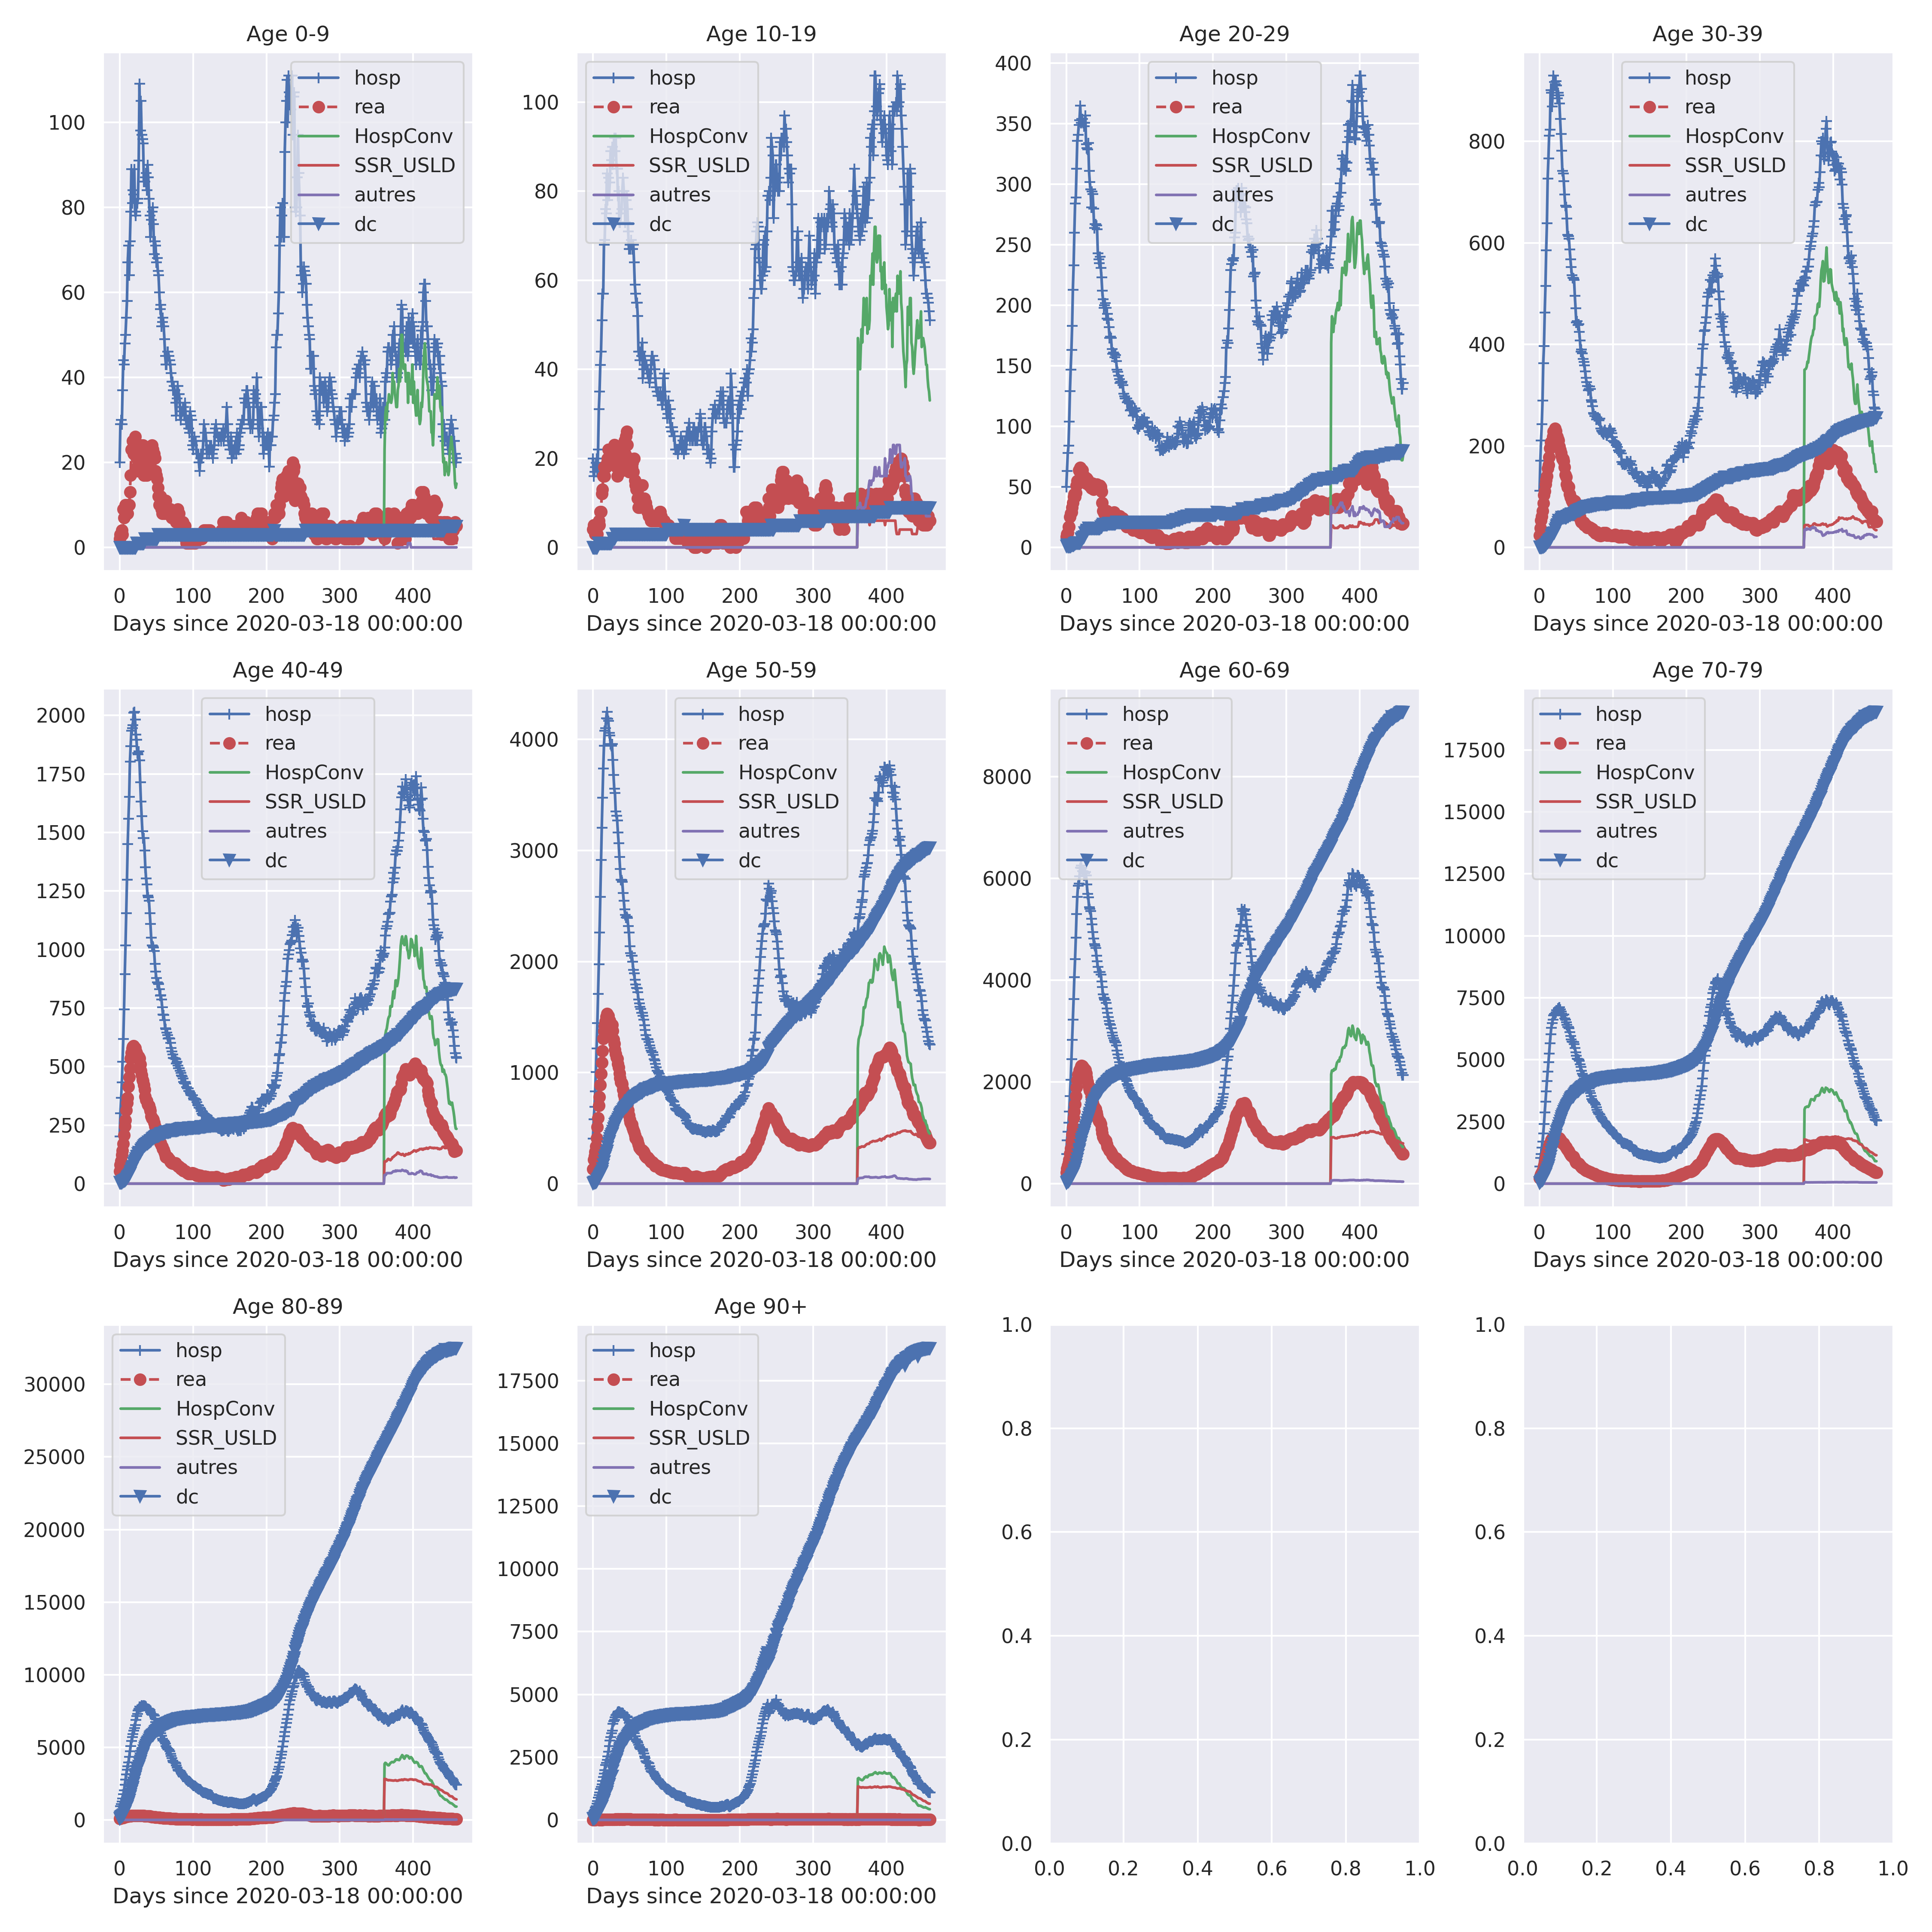 Age 0-9
hosp
rea
HospConv
SSR_USLD
autres
dc
100
80
60
40
20
0
0 100 200 300 400
Days since 2020-03-18 00:00:00
Age 10-19
hosp
rea
HospConv
SSR_USLD
autres
dc
100
80
60
40
20
0
0 100 200 300 400
Days since 2020-03-18 00:00:00
Age 20-29
hosp
rea
HospConv
SSR_USLD
autres
dc
400
350
300
250
200
150
100
50
0
0 100 200 300 400
Days since 2020-03-18 00:00:00
Age 30-39
hosp
rea
HospConv
SSR_USLD
autres
dc
800
600
400
200
0
0 100 200 300 400
Days since 2020-03-18 00:00:00
Age 40-49
hosp
rea
HospConv
SSR_USLD
autres
dc
2000
1750
1500
1250
1000
750
500
250
0
0 100 200 300 400
Days since 2020-03-18 00:00:00
Age 50-59
hosp
rea
HospConv
SSR_USLD
autres
dc
4000
3000
2000
1000
0
0 100 200 300 400
Days since 2020-03-18 00:00:00
Age 60-69
hosp
rea
HospConv
SSR_USLD
autres
dc
8000
6000
4000
2000
0
0 100 200 300 400
Days since 2020-03-18 00:00:00
Age 70-79
hosp
rea
HospConv
SSR_USLD
autres
dc
17500
15000
12500
10000
7500
5000
2500
0
0 100 200 300 400
Days since 2020-03-18 00:00:00
Age 80-89
hosp
rea
HospConv
SSR_USLD
autres
dc
30000
25000
20000
15000
10000
5000
0
0 100 200 300 400
Days since 2020-03-18 00:00:00
Age 90+
hosp
rea
HospConv
SSR_USLD
autres
dc
17500
15000
12500
10000
7500
5000
2500
0
0 100 200 300 400
Days since 2020-03-18 00:00:00
1.0
0.8
0.6
0.4
0.2
0.0
0.0 0.2 0.4 0.6 0.8 1.0
1.0
0.8
0.6
0.4
0.2
0.0
0.0 0.2 0.4 0.6 0.8 1.0